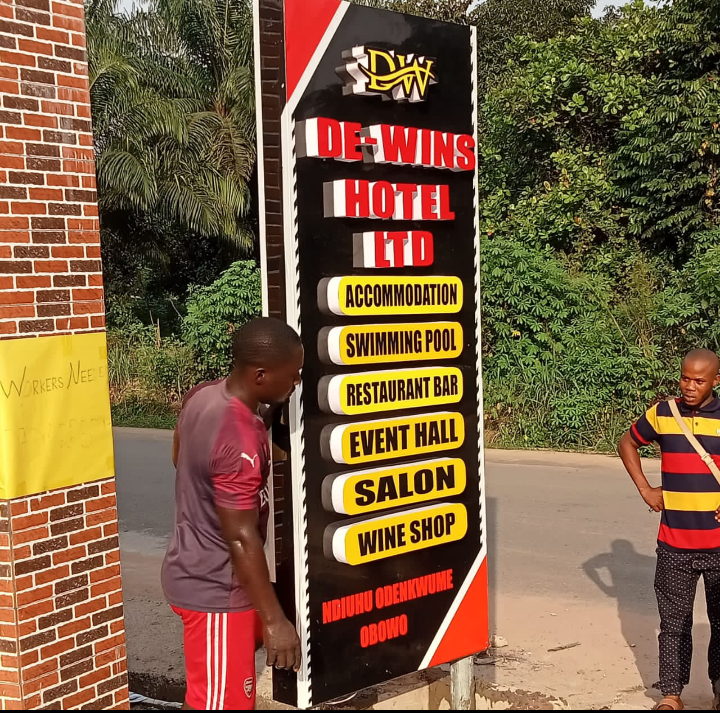 DW
DE-WINS
HOTEL
LTD
ACCOMMODATION
SWIMMING POOL
RESTAURANT BAR
EVENT HALL
SALON
WINE SHOP
NDIUHU ODENKWUME
OBOWO
WORKERS NEE